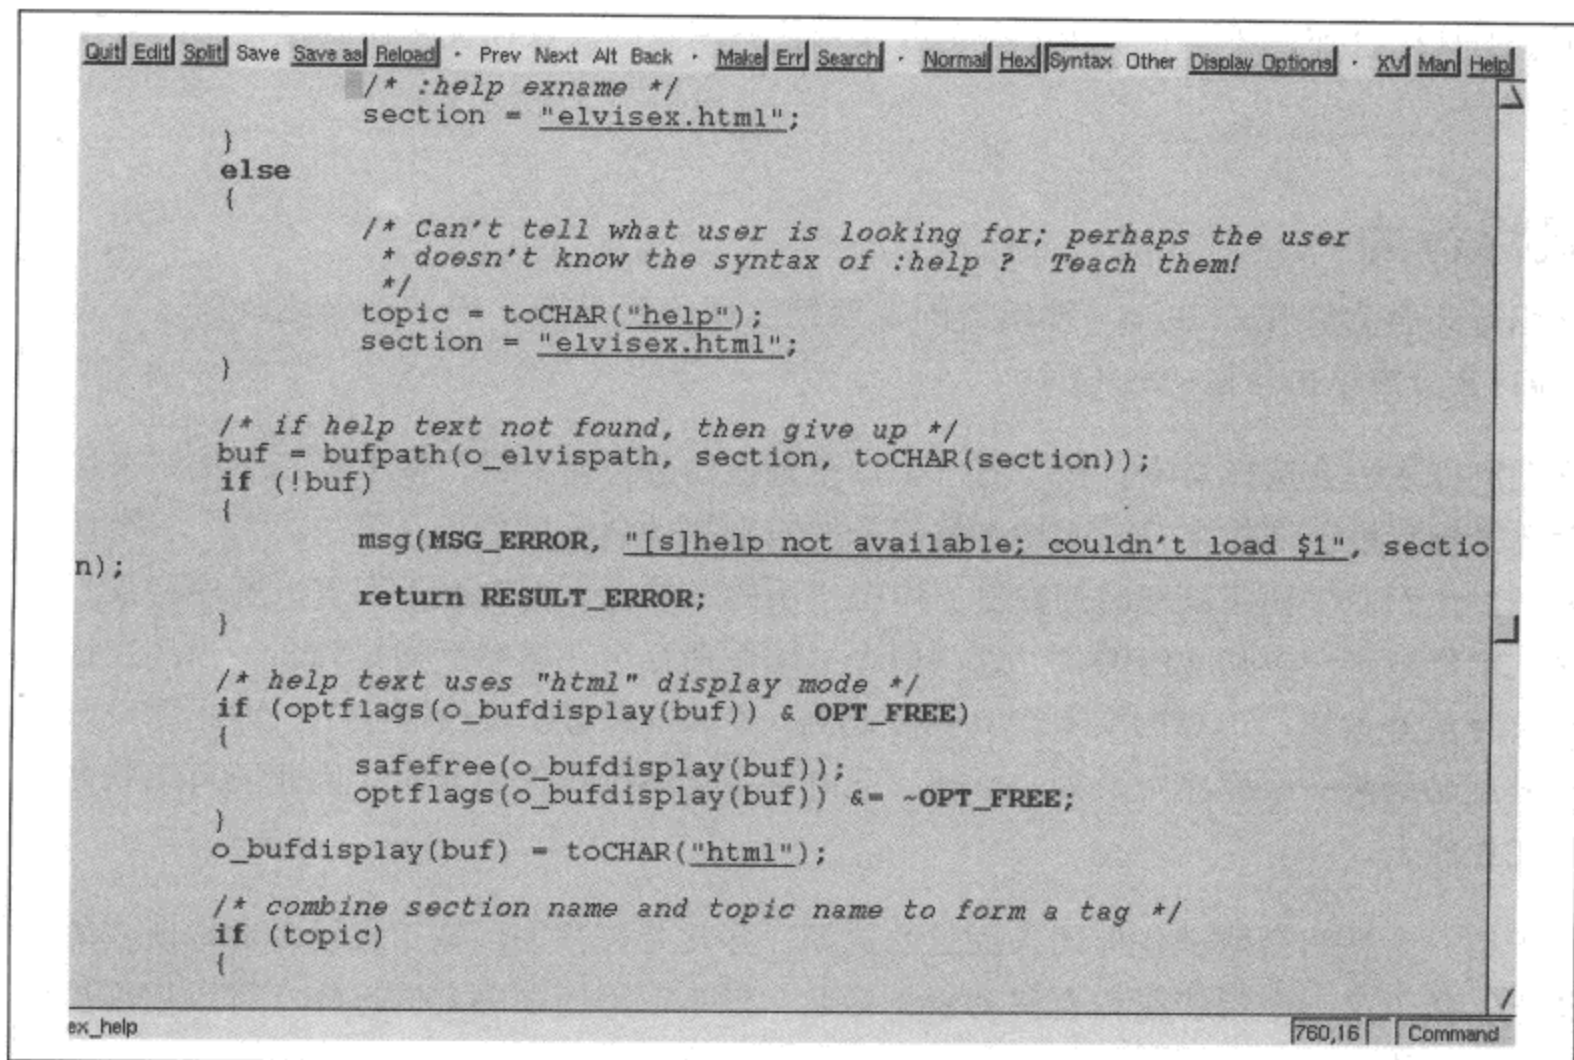 Quit Edit Split Save Save as Reload · Prev Next Alt Back · Make Err Search · Normal Hex Syntax Other Display Options · XV Man Help
/* :help exname */
section = "elvisex.html";
}
else
{
/* Can't tell what user is looking for; perhaps the user
* doesn't know the syntax of :help ?  Teach them!
*/
topic = toCHAR("help");
section = "elvisex.html";
}
/* if help text not found, then give up */
buf = bufpath(o_elvispath, section, toCHAR(section));
if (!buf)
{
msg(MSG_ERROR, "[s]help not available; couldn't load $1", sectio
n);
return RESULT_ERROR;
}
/* help text uses "html" display mode */
if (optflags(o_bufdisplay(buf)) & OPT_FREE)
{
safefree(o_bufdisplay(buf));
optflags(o_bufdisplay(buf)) &= ~OPT_FREE;
}
o_bufdisplay(buf) = toCHAR("html");
/* combine section name and topic name to form a tag */
if (topic)
{
ex_help 760,16 Command